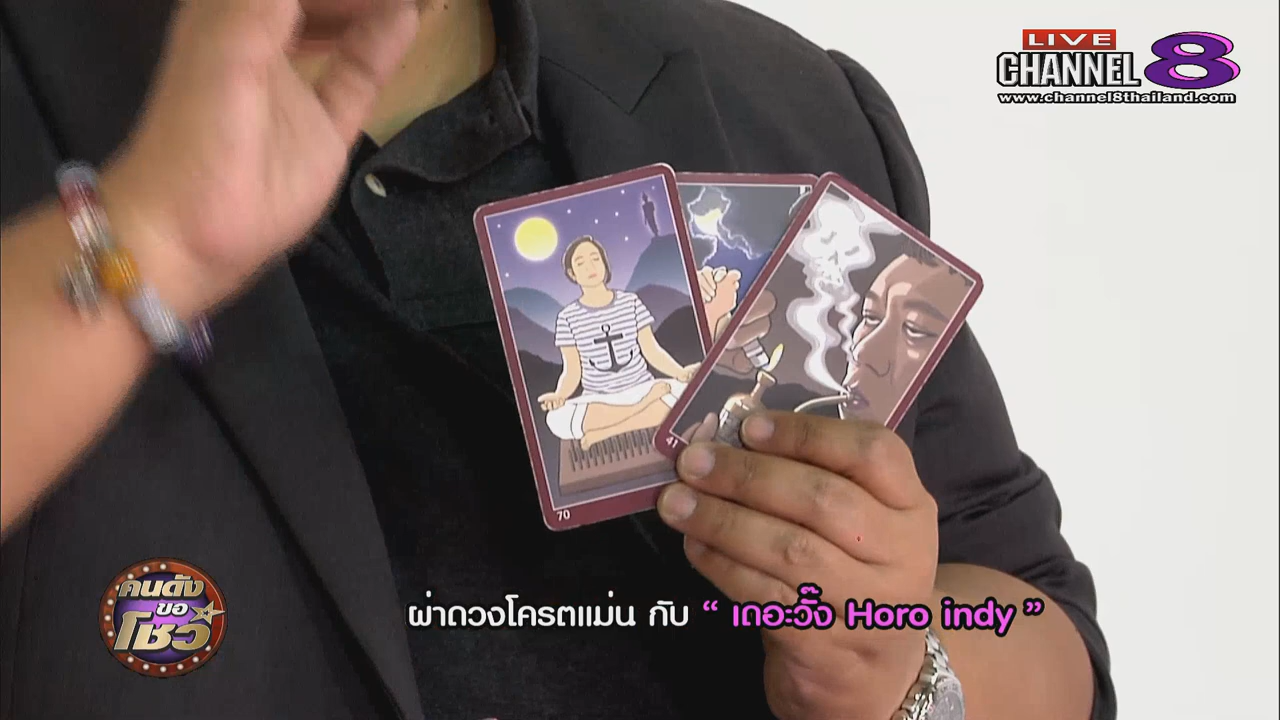 LIVE
CHANNEL 8
www.channel8thailand.com
70
41
คนดัง
ขอ
โชว์
ผ่าดวงโครตแม่น กับ “ เดอะวั๊ง Horo indy ”